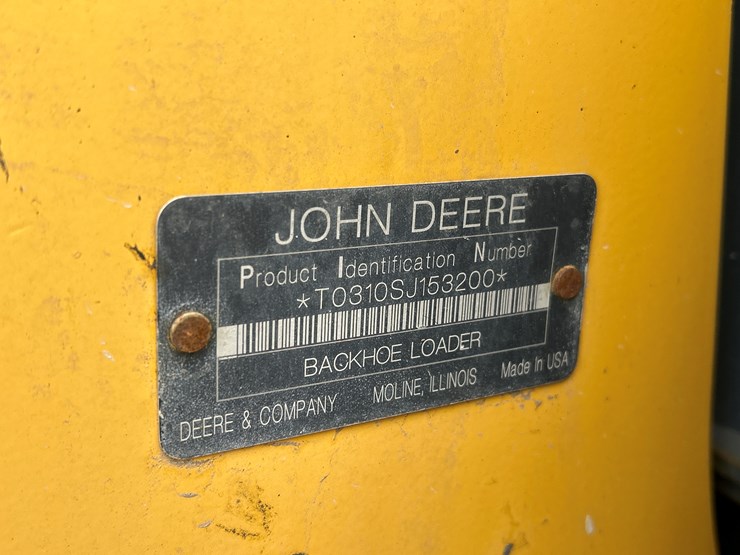 JOHN DEERE
Product Identification Number
*T0310SJ153200*
BACKHOE LOADER
DEERE & COMPANY MOLINE, ILLINOIS Made In USA